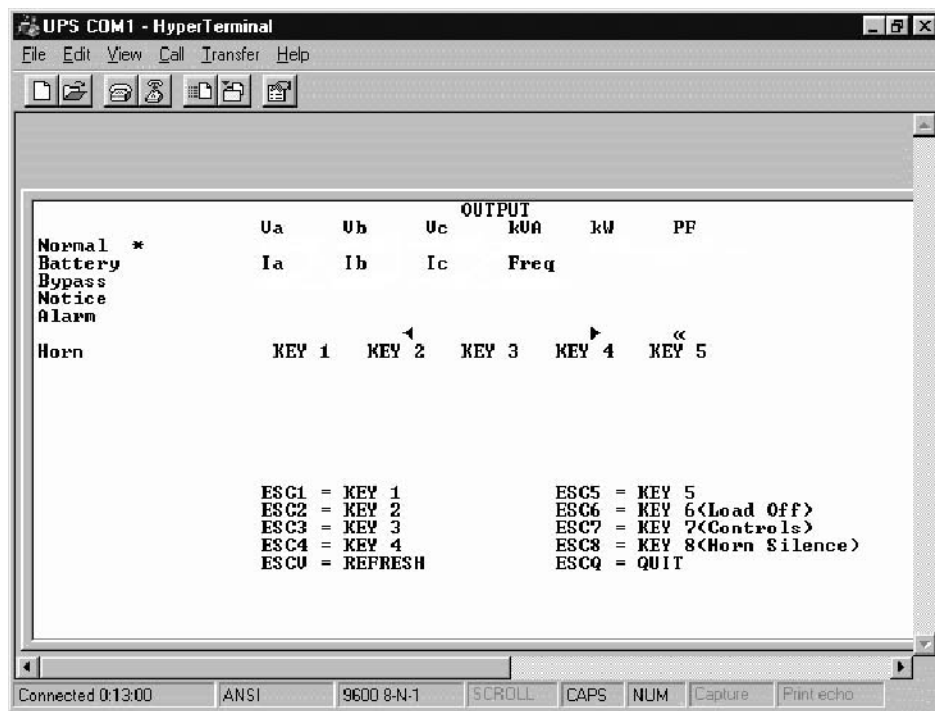 UPS COM1 - HyperTerminal
File Edit View Call Transfer Help
OUTPUT
Va Vb Vc kVA kW PF
Normal *
Battery Ia Ib Ic Freq
Bypass
Notice
Alarm
◄ ► «
Horn KEY 1 KEY 2 KEY 3 KEY 4 KEY 5
ESC1 = KEY 1 ESC5 = KEY 5
ESC2 = KEY 2 ESC6 = KEY 6(Load Off)
ESC3 = KEY 3 ESC7 = KEY 7(Controls)
ESC4 = KEY 4 ESC8 = KEY 8(Horn Silence)
ESCV = REFRESH ESCQ = QUIT
Connected 0:13:00 ANSI 9600 8-N-1 SCROLL CAPS NUM Capture Print echo